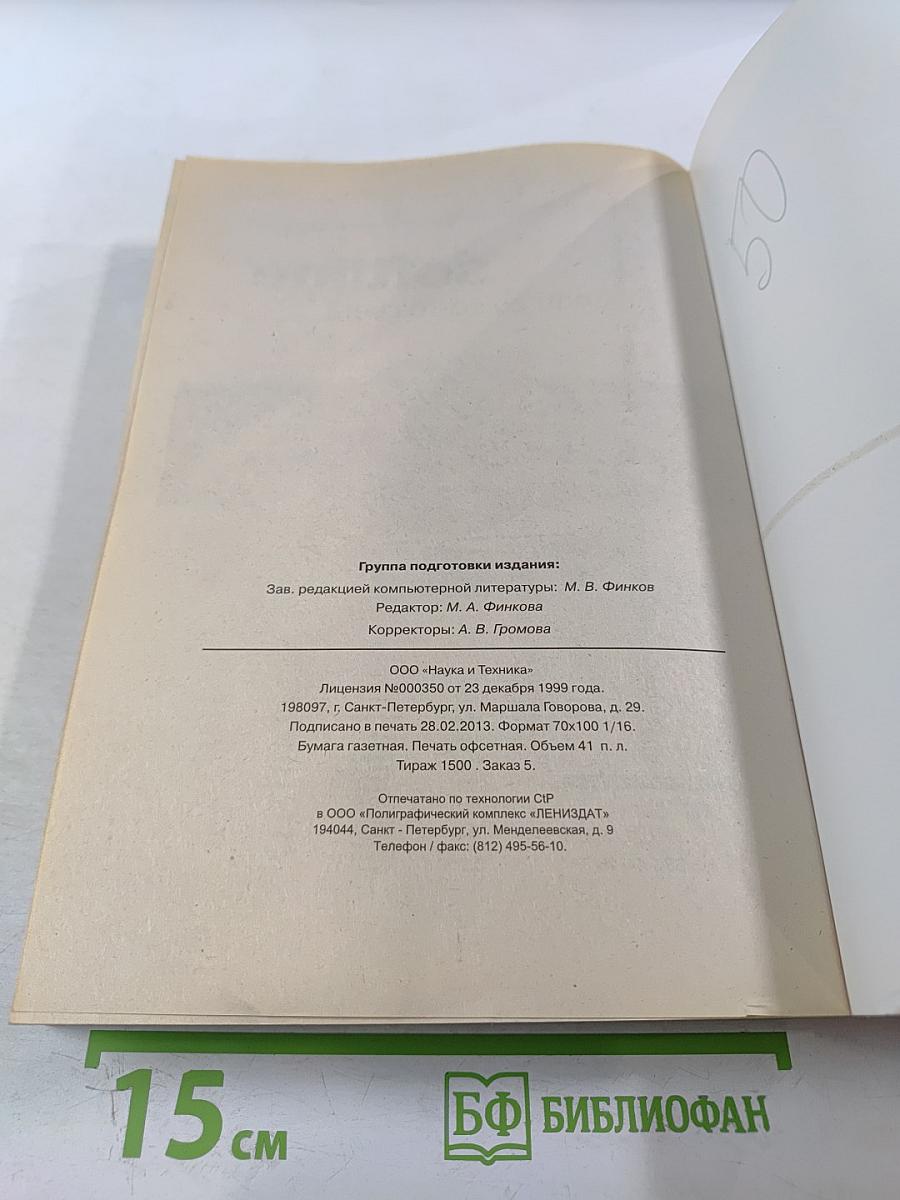 50
Группа подготовки издания:
Зав. редакцией компьютерной литературы: М. В. Финков
Редактор: М. А. Финкова
Корректоры: А. В. Громова
ООО «Наука и Техника»
Лицензия №000350 от 23 декабря 1999 года.
198097, г. Санкт-Петербург, ул. Маршала Говорова, д. 29.
Подписано в печать 28.02.2013. Формат 70x100 1/16.
Бумага газетная. Печать офсетная. Объем 41 п. л.
Тираж 1500 . Заказ 5.
Отпечатано по технологии CtP
в ООО «Полиграфический комплекс «ЛЕНИЗДАТ»
194044, Санкт - Петербург, ул. Менделеевская, д. 9
Телефон / факс: (812) 495-56-10.
15 см
БФ БИБЛИОФАН